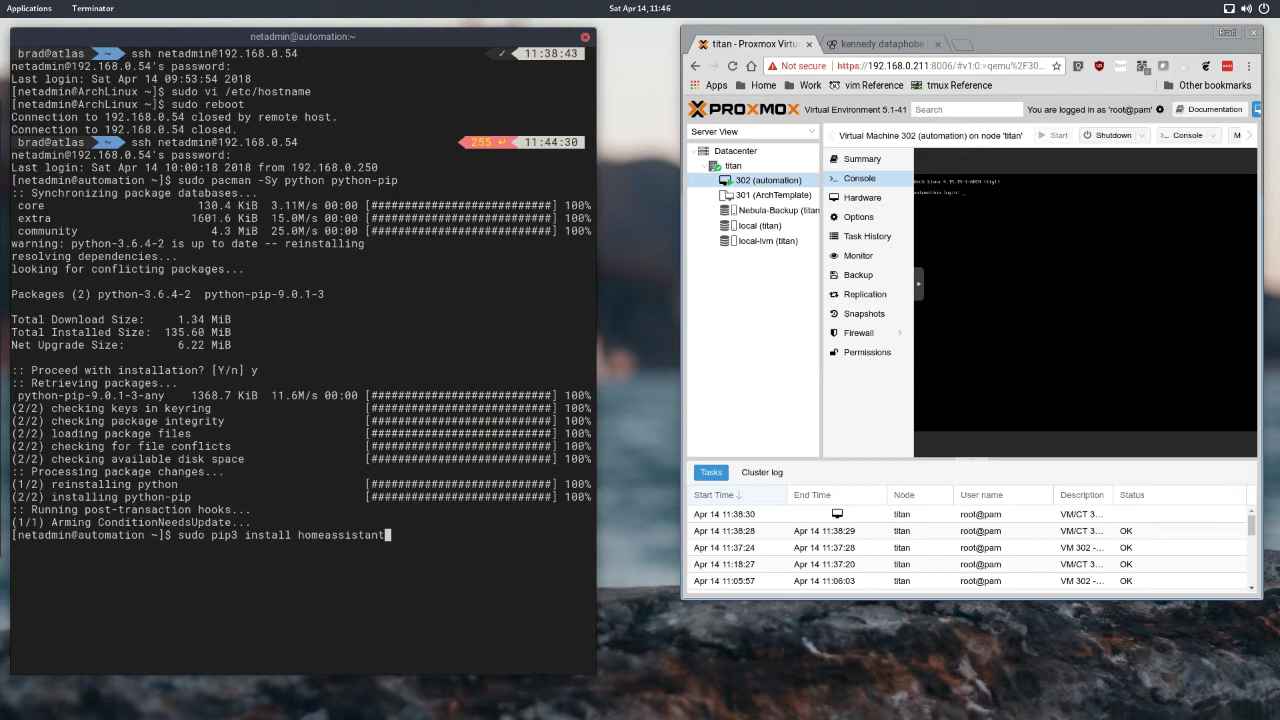 Applications
Terminator
Sat Apr 14, 11:46
netadmin@automation:~
brad@atlas ~ ssh netadmin@192.168.0.54 ✓ 11:38:43
netadmin@192.168.0.54's password:
Last login: Sat Apr 14 09:53:54 2018
[netadmin@ArchLinux ~]$ sudo vi /etc/hostname
[netadmin@ArchLinux ~]$ sudo reboot
Connection to 192.168.0.54 closed by remote host.
Connection to 192.168.0.54 closed.
brad@atlas ~ ssh netadmin@192.168.0.54 255 ↵ 11:44:30
netadmin@192.168.0.54's password:
Last login: Sat Apr 14 10:00:18 2018 from 192.168.0.250
[netadmin@automation ~]$ sudo pacman -Sy python python-pip
:: Synchronizing package databases...
core 130.4 KiB 3.11M/s 00:00 [###########################] 100%
extra 1601.6 KiB 15.0M/s 00:00 [###########################] 100%
community 4.3 MiB 25.0M/s 00:00 [###########################] 100%
warning: python-3.6.4-2 is up to date -- reinstalling
resolving dependencies...
looking for conflicting packages...
Packages (2) python-3.6.4-2 python-pip-9.0.1-3
Total Download Size: 1.34 MiB
Total Installed Size: 135.60 MiB
Net Upgrade Size: 6.22 MiB
:: Proceed with installation? [Y/n] y
:: Retrieving packages...
python-pip-9.0.1-3-any 1368.7 KiB 11.6M/s 00:00 [###########################] 100%
(2/2) checking keys in keyring [###########################] 100%
(2/2) checking package integrity [###########################] 100%
(2/2) loading package files [###########################] 100%
(2/2) checking for file conflicts [###########################] 100%
(2/2) checking available disk space [###########################] 100%
:: Processing package changes...
(1/2) reinstalling python [###########################] 100%
(2/2) installing python-pip [###########################] 100%
:: Running post-transaction hooks...
(1/1) Arming ConditionNeedsUpdate...
[netadmin@automation ~]$ sudo pip3 install homeassistant
titan - Proxmox Virtu
kennedy.dataphobe
Brad
Not secure https://192.168.0.211:8006/#v1:0:=qemu%2F30...
Apps Home Work vim Reference Markdown Reference Other bookmarks
PROXMOX Virtual Environment 5.1-41 Search You are logged in as 'root@pam' Documentation
Server View
Virtual Machine 302 (automation) on node 'titan' Start Shutdown Console M
Datacenter
titan
302 (automation)
301 (ArchTemplate)
Nebula-Backup (titan
local (titan)
local-lvm (titan)
Summary
Console
Hardware
Options
Task History
Monitor
Backup
Replication
Snapshots
Firewall
Permissions
automation login: _
Tasks Cluster log
Start Time End Time Node User name Description Status
Apr 14 11:38:30 titan root@pam VM/CT 3...
Apr 14 11:38:28 Apr 14 11:38:29 titan root@pam VM/CT 3... OK
Apr 14 11:37:24 Apr 14 11:37:28 titan root@pam VM 302 -... OK
Apr 14 11:18:27 Apr 14 11:37:20 titan root@pam VM/CT 3... OK
Apr 14 11:05:57 Apr 14 11:06:03 titan root@pam VM 302 -... OK